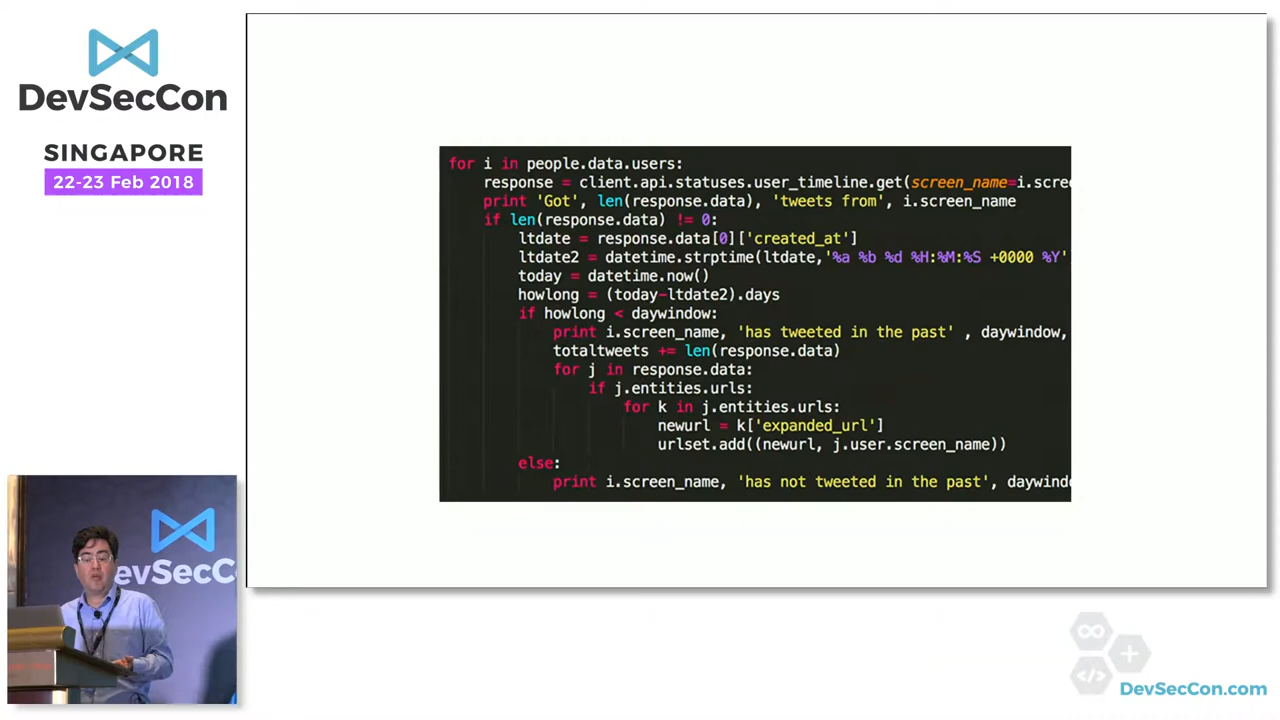 DevSecCon
SINGAPORE
22-23 Feb 2018
for i in people.data.users:
response = client.api.statuses.user_timeline.get(screen_name=i.scre
print 'Got', len(response.data), 'tweets from', i.screen_name
if len(response.data) != 0:
ltdate = response.data[0]['created_at']
ltdate2 = datetime.strptime(ltdate,'%a %b %d %H:%M:%S +0000 %Y'
today = datetime.now()
howlong = (today-ltdate2).days
if howlong < daywindow:
print i.screen_name, 'has tweeted in the past' , daywindow,
totaltweets += len(response.data)
for j in response.data:
if j.entities.urls:
for k in j.entities.urls:
newurl = k['expanded_url']
urlset.add((newurl, j.user.screen_name))
else:
print i.screen_name, 'has not tweeted in the past', daywindo
evSecC
DevSecCon.com